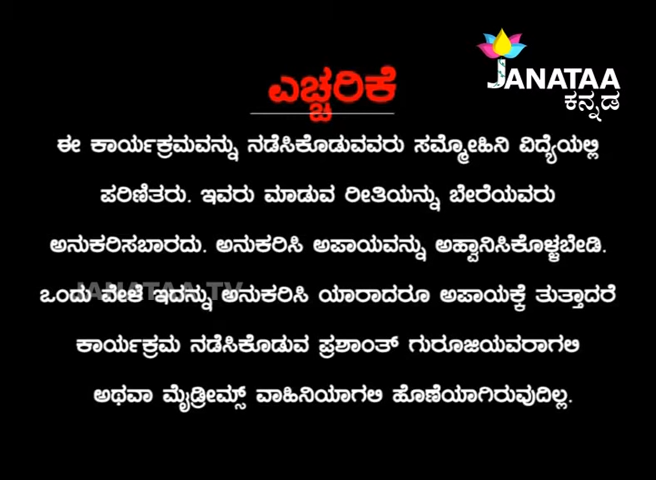 JANATAA
ಕನ್ನಡ
ಎಚ್ಚರಿಕೆ
ಈ ಕಾರ್ಯಕ್ರಮವನ್ನು ನಡೆಸಿಕೊಡುವವರು ಸಮ್ಮೋಹಿನಿ ವಿದ್ಯೆಯಲ್ಲಿ
ಪರಿಣಿತರು. ಇವರು ಮಾಡುವ ರೀತಿಯನ್ನು ಬೇರೆಯವರು
ಅನುಕರಿಸಬಾರದು. ಅನುಕರಿಸಿ ಅಪಾಯವನ್ನು ಅಹ್ವಾನಿಸಿಕೊಳ್ಳಬೇಡಿ.
JANATAA TV
ಒಂದು ವೇಳೆ ಇದನ್ನು ಅನುಕರಿಸಿ ಯಾರಾದರೂ ಅಪಾಯಕ್ಕೆ ತುತ್ತಾದರೆ
ಕಾರ್ಯಕ್ರಮ ನಡೆಸಿಕೊಡುವ ಪ್ರಶಾಂತ್ ಗುರೂಜಿಯವರಾಗಲಿ
ಅಥವಾ ಮೈಡ್ರೀಮ್ಸ್ ವಾಹಿನಿಯಾಗಲಿ ಹೊಣೆಯಾಗಿರುವುದಿಲ್ಲ.